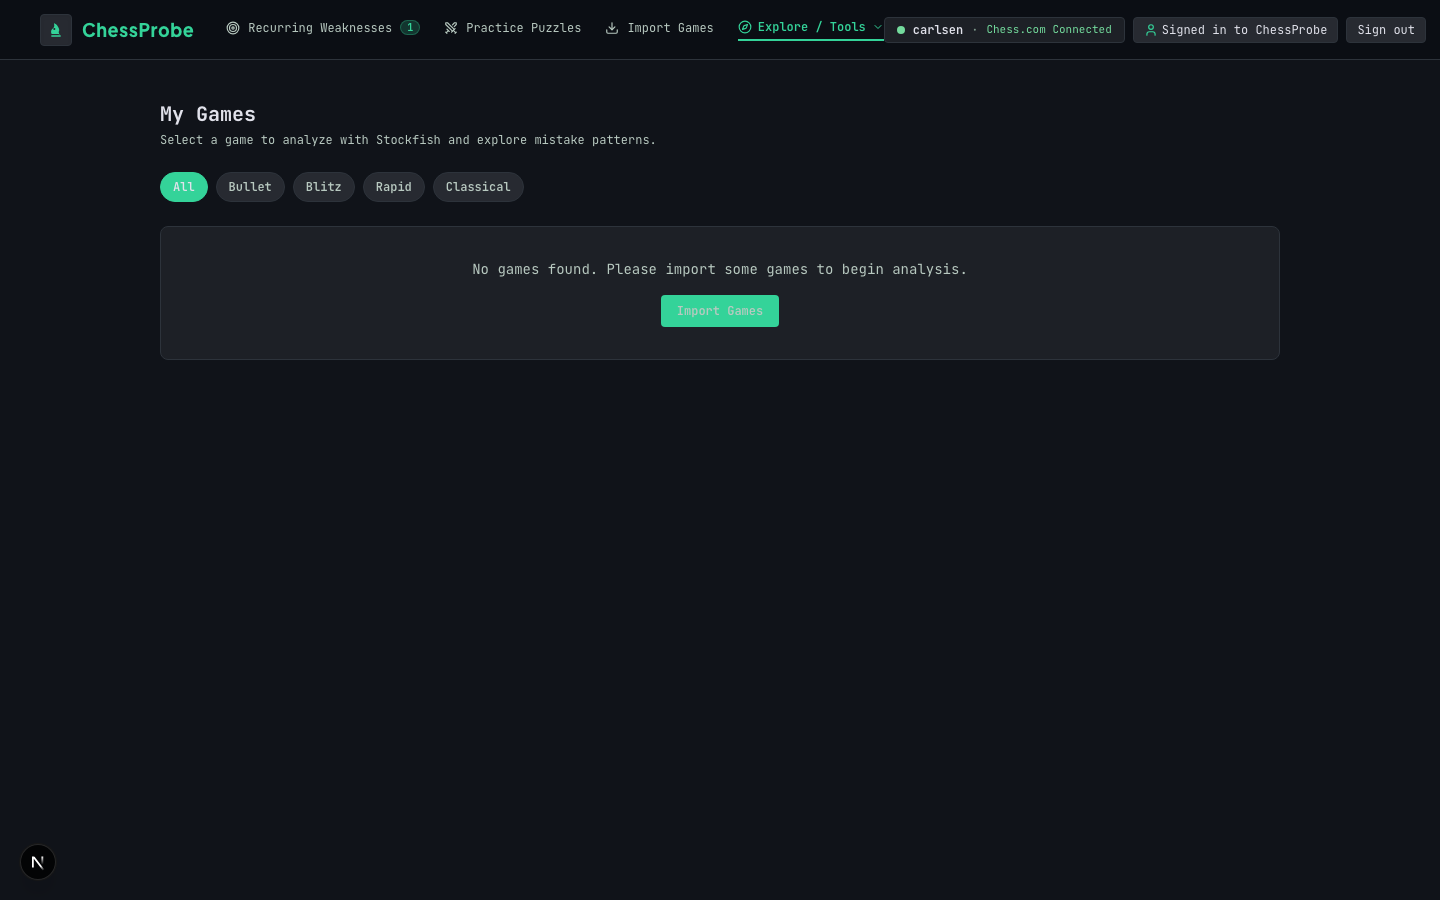 ChessProbe
Recurring Weaknesses 1
Practice Puzzles
Import Games
Explore / Tools
carlsen · Chess.com Connected
Signed in to ChessProbe
Sign out
My Games
Select a game to analyze with Stockfish and explore mistake patterns.
All
Bullet
Blitz
Rapid
Classical
No games found. Please import some games to begin analysis.
Import Games
N